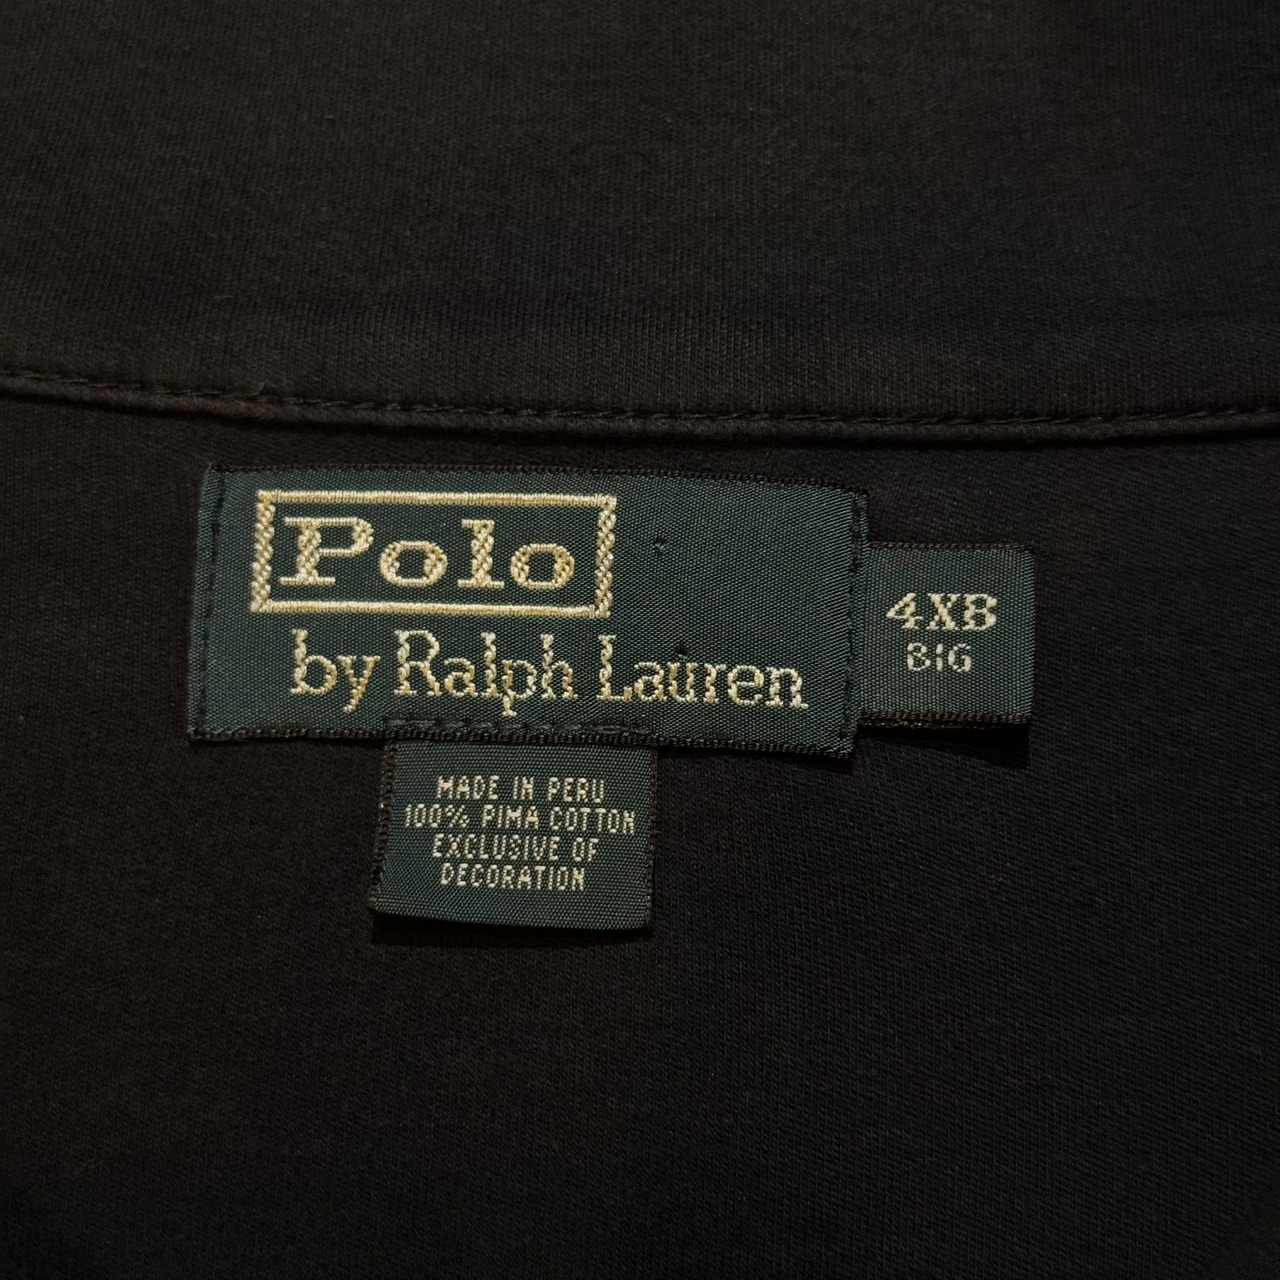 Polo
by Ralph Lauren
4XB
BIG
MADE IN PERU
100% PIMA COTTON
EXCLUSIVE OF
DECORATION